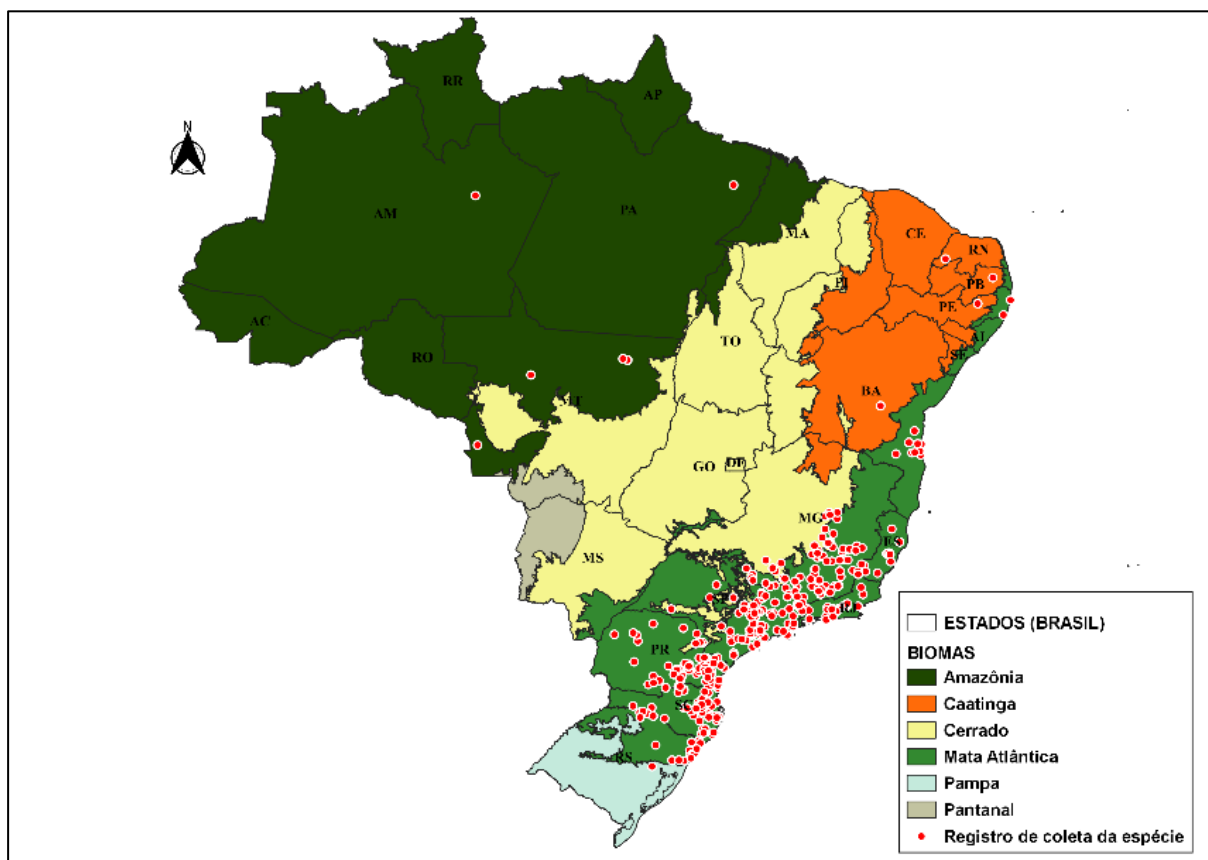 N
RR
AP
AM
PA
MA
CE
RN
PI
PB
PE
AC
TO
AL
SE
RO
BA
MT
GO
DF
MG
ES
MS
SP
RJ
PR
SC
RS
ESTADOS (BRASIL)
BIOMAS
Amazônia
Caatinga
Cerrado
Mata Atlântica
Pampa
Pantanal
Registro de coleta da espécie